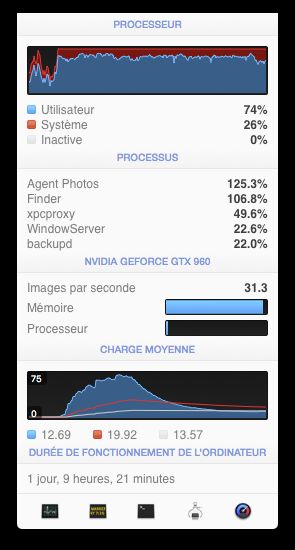 PROCESSEUR
Utilisateur 74%
Système 26%
Inactive 0%
PROCESSUS
Agent Photos 125.3%
Finder 106.8%
xpcproxy 49.6%
WindowServer 22.6%
backupd 22.0%
NVIDIA GEFORCE GTX 960
Images par seconde 31.3
Mémoire
Processeur
CHARGE MOYENNE
75
0
12.69 19.92 13.57
DURÉE DE FONCTIONNEMENT DE L'ORDINATEUR
1 jour, 9 heures, 21 minutes